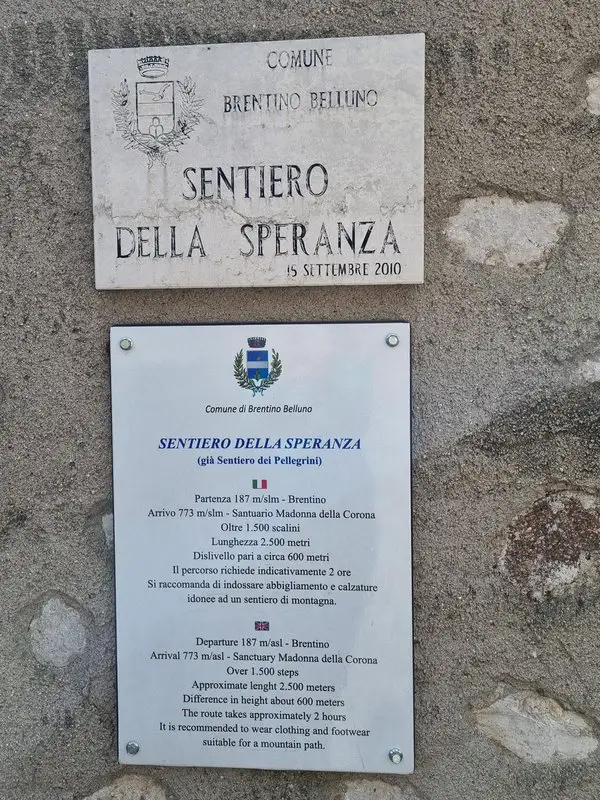 COMUNE
BRENTINO BELLUNO
SENTIERO
DELLA SPERANZA
15 SETTEMBRE 2010
Comune di Brentino Belluno
SENTIERO DELLA SPERANZA
(già Sentiero dei Pellegrini)
Partenza 187 m/slm - Brentino
Arrivo 773 m/slm - Santuario Madonna della Corona
Oltre 1.500 scalini
Lunghezza 2.500 metri
Dislivello pari a circa 600 metri
Il percorso richiede indicativamente 2 ore
Si raccomanda di indossare abbigliamento e calzature
idonee ad un sentiero di montagna.
Departure 187 m/asl - Brentino
Arrival 773 m/asl - Sanctuary Madonna della Corona
Over 1.500 steps
Approximate lenght 2.500 meters
Difference in height about 600 meters
The route takes approximately 2 hours
It is recommended to wear clothing and footwear
suitable for a mountain path.